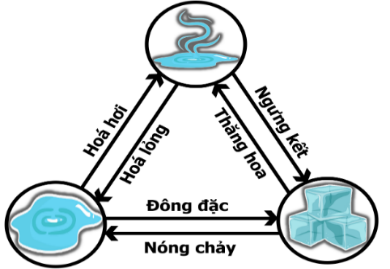 Hoá hơi
Hoá lỏng
Thăng hoa
Ngưng kết
Đông đặc
Nóng chảy